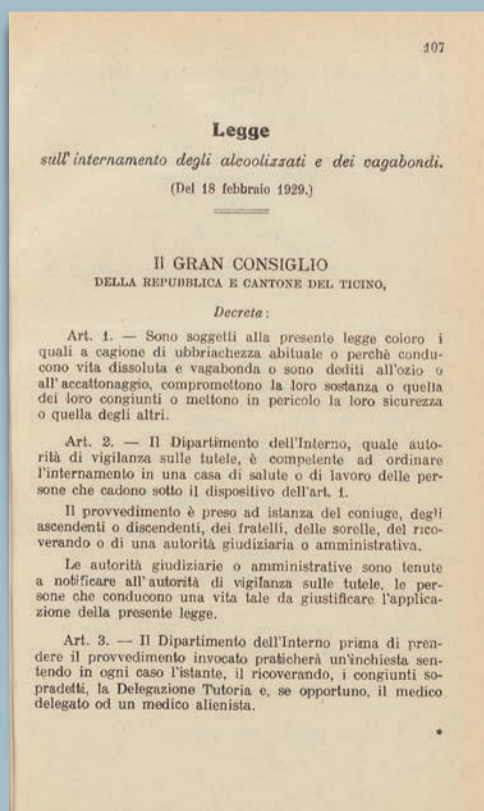 107
Legge
sull'internamento degli alcoolizzati e dei vagabondi.
(Del 18 febbraio 1929.)
Il GRAN CONSIGLIO
DELLA REPUBBLICA E CANTONE DEL TICINO,
Decreta:
Art. 1. — Sono soggetti alla presente legge coloro i
quali a cagione di ubbriachezza abituale o perchè condu-
cono vita dissoluta e vagabonda o sono dediti all'ozio o
all'accattonaggio, compromettono la loro sostanza o quella
dei loro congiunti o mettono in pericolo la loro sicurezza
o quella degli altri.
Art. 2. — Il Dipartimento dell'Interno, quale auto-
rità di vigilanza sulle tutele, è competente ad ordinare
l'internamento in una casa di salute o di lavoro delle per-
sone che cadono sotto il dispositivo dell'art. 1.
Il provvedimento è preso ad istanza del coniuge, degli
ascendenti o discendenti, dei fratelli, delle sorelle, del rico-
verando o di una autorità giudiziaria o amministrativa.
Le autorità giudiziarie o amministrative sono tenute
a notificare all'autorità di vigilanza sulle tutele, le per-
sone che conducono una vita tale da giustificare l'applica-
zione della presente legge.
Art. 3. — Il Dipartimento dell'Interno prima di pren-
dere il provvedimento invocato praticherà un'inchiesta sen-
tendo in ogni caso l'istante, il ricoverando, i congiunti so-
pradetti, la Delegazione Tutoria e, se opportuno, il medico
delegato od un medico alienista.
*